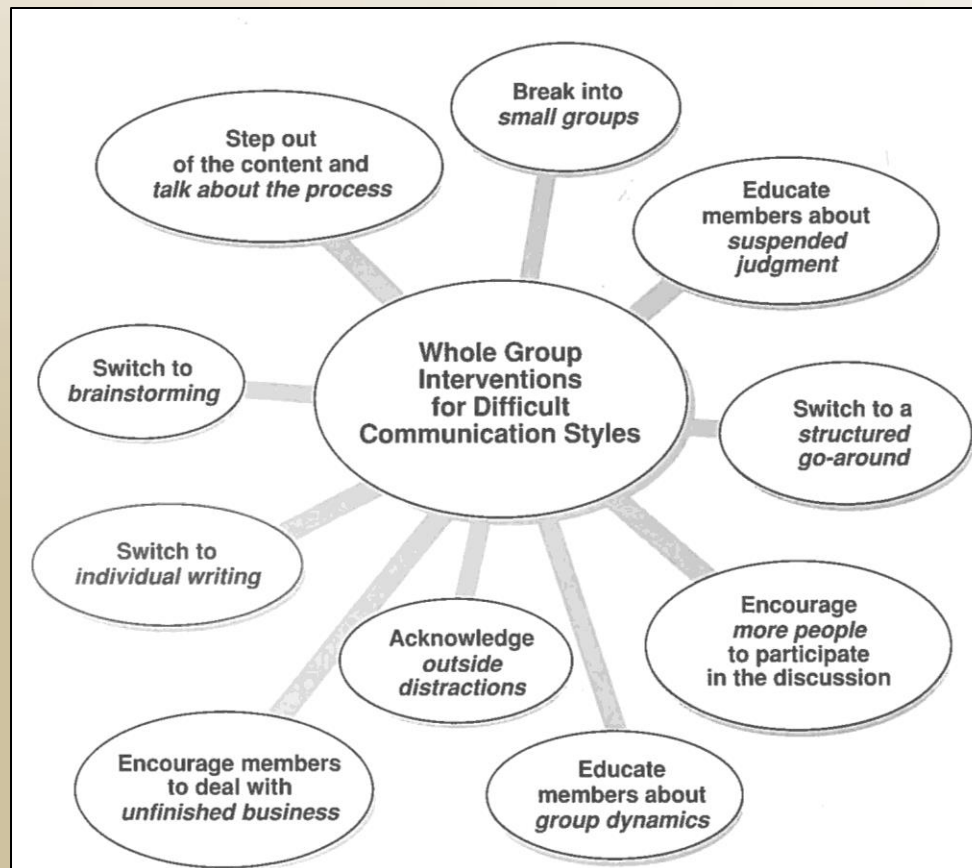 Break into
small groups
Step out
of the content and
talk about the process
Educate
members about
suspended
judgment
Whole Group
Interventions
for Difficult
Communication Styles
Switch to
brainstorming
Switch to a
structured
go-around
Switch to
individual writing
Encourage
more people
to participate
in the discussion
Acknowledge
outside
distractions
Encourage members
to deal with
unfinished business
Educate
members about
group dynamics